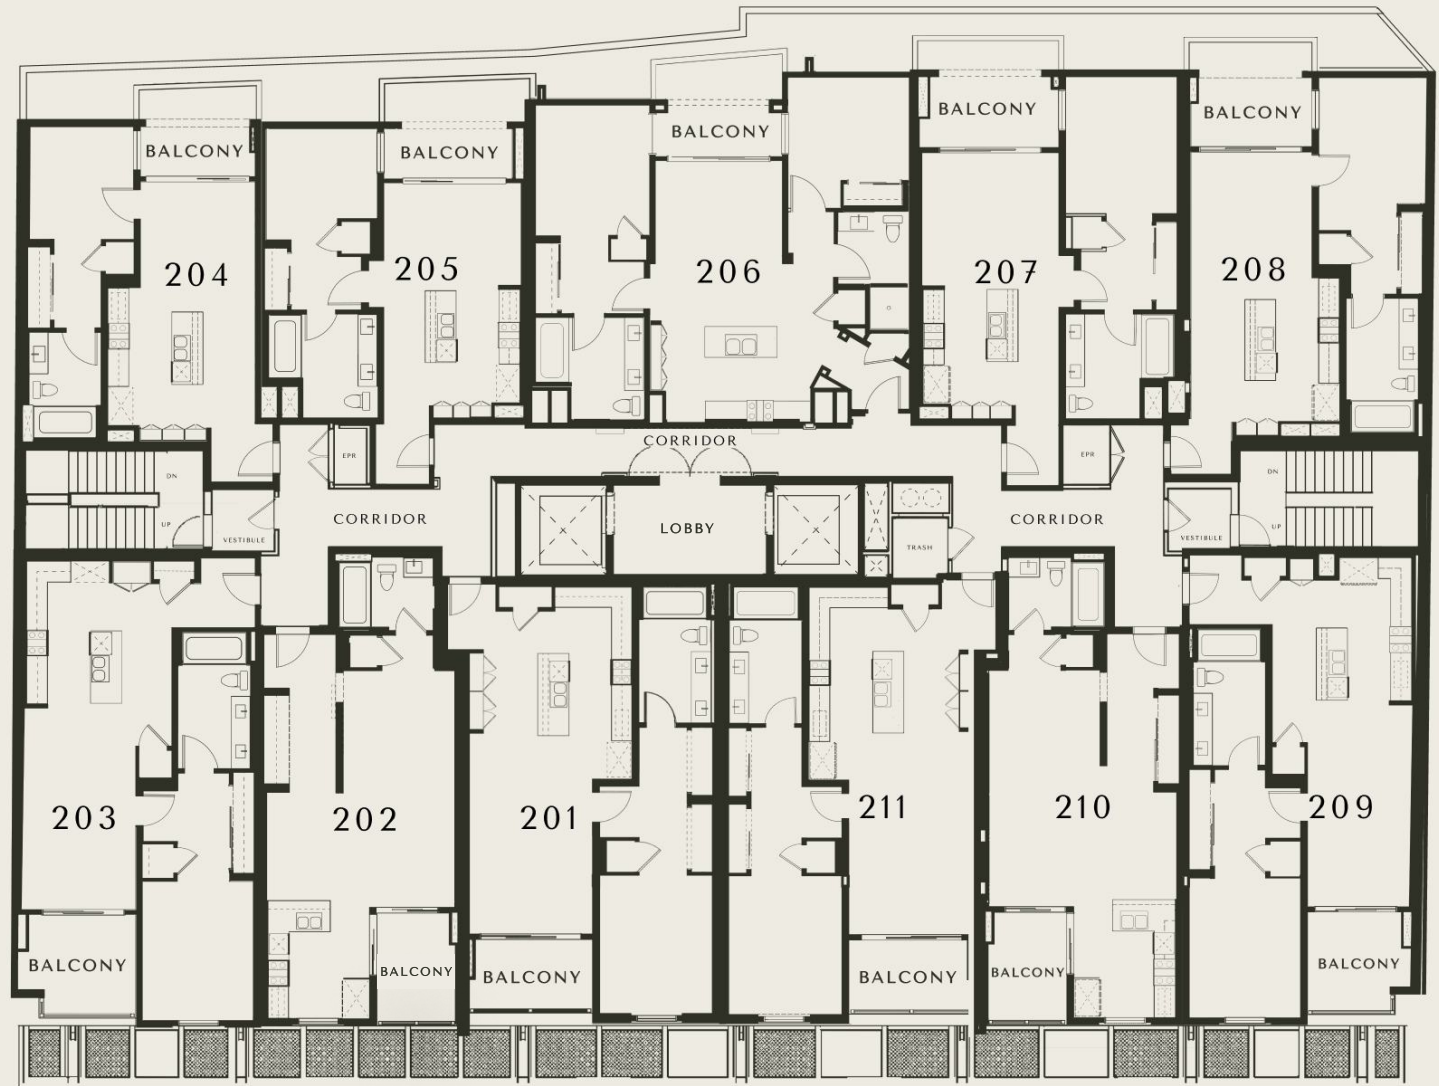 BALCONY
BALCONY
BALCONY
BALCONY
BALCONY
204
205
206
207
208
CORRIDOR
EPR
EPR
DN
DN
UP
UP
VESTIBULE
CORRIDOR
LOBBY
TRASH
CORRIDOR
VESTIBULE
203
202
201
211
210
209
BALCONY
BALCONY
BALCONY
BALCONY
BALCONY
BALCONY